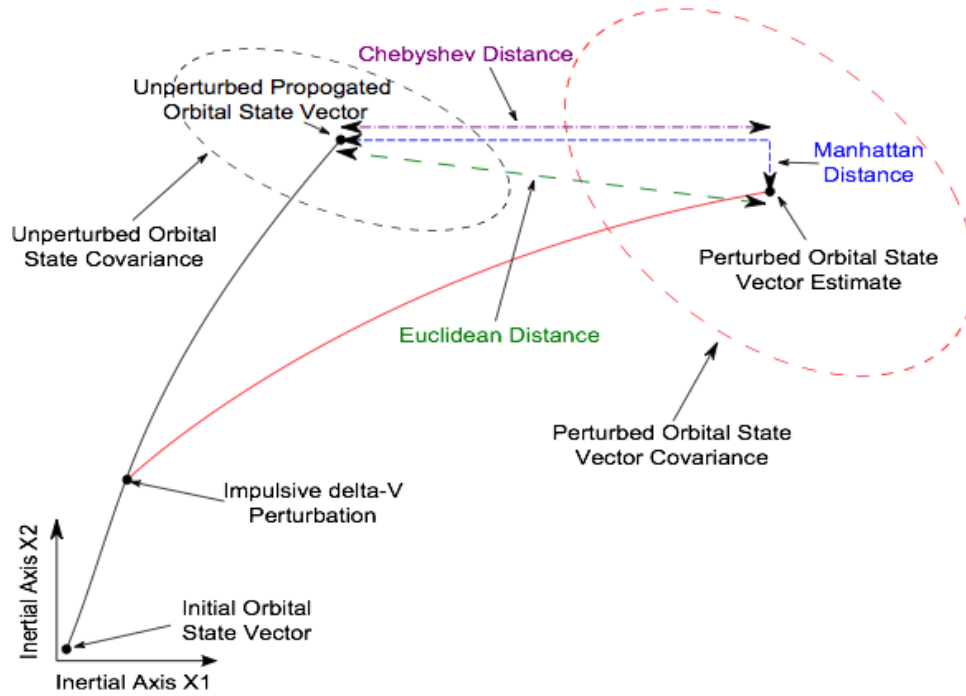 Chebyshev Distance
Unperturbed Propogated
Orbital State Vector
Manhattan
Distance
Unperturbed Orbital
State Covariance
Perturbed Orbital State
Vector Estimate
Euclidean Distance
Perturbed Orbital State
Vector Covariance
Impulsive delta-V
Perturbation
Inertial Axis X2
Initial Orbital
State Vector
Inertial Axis X1